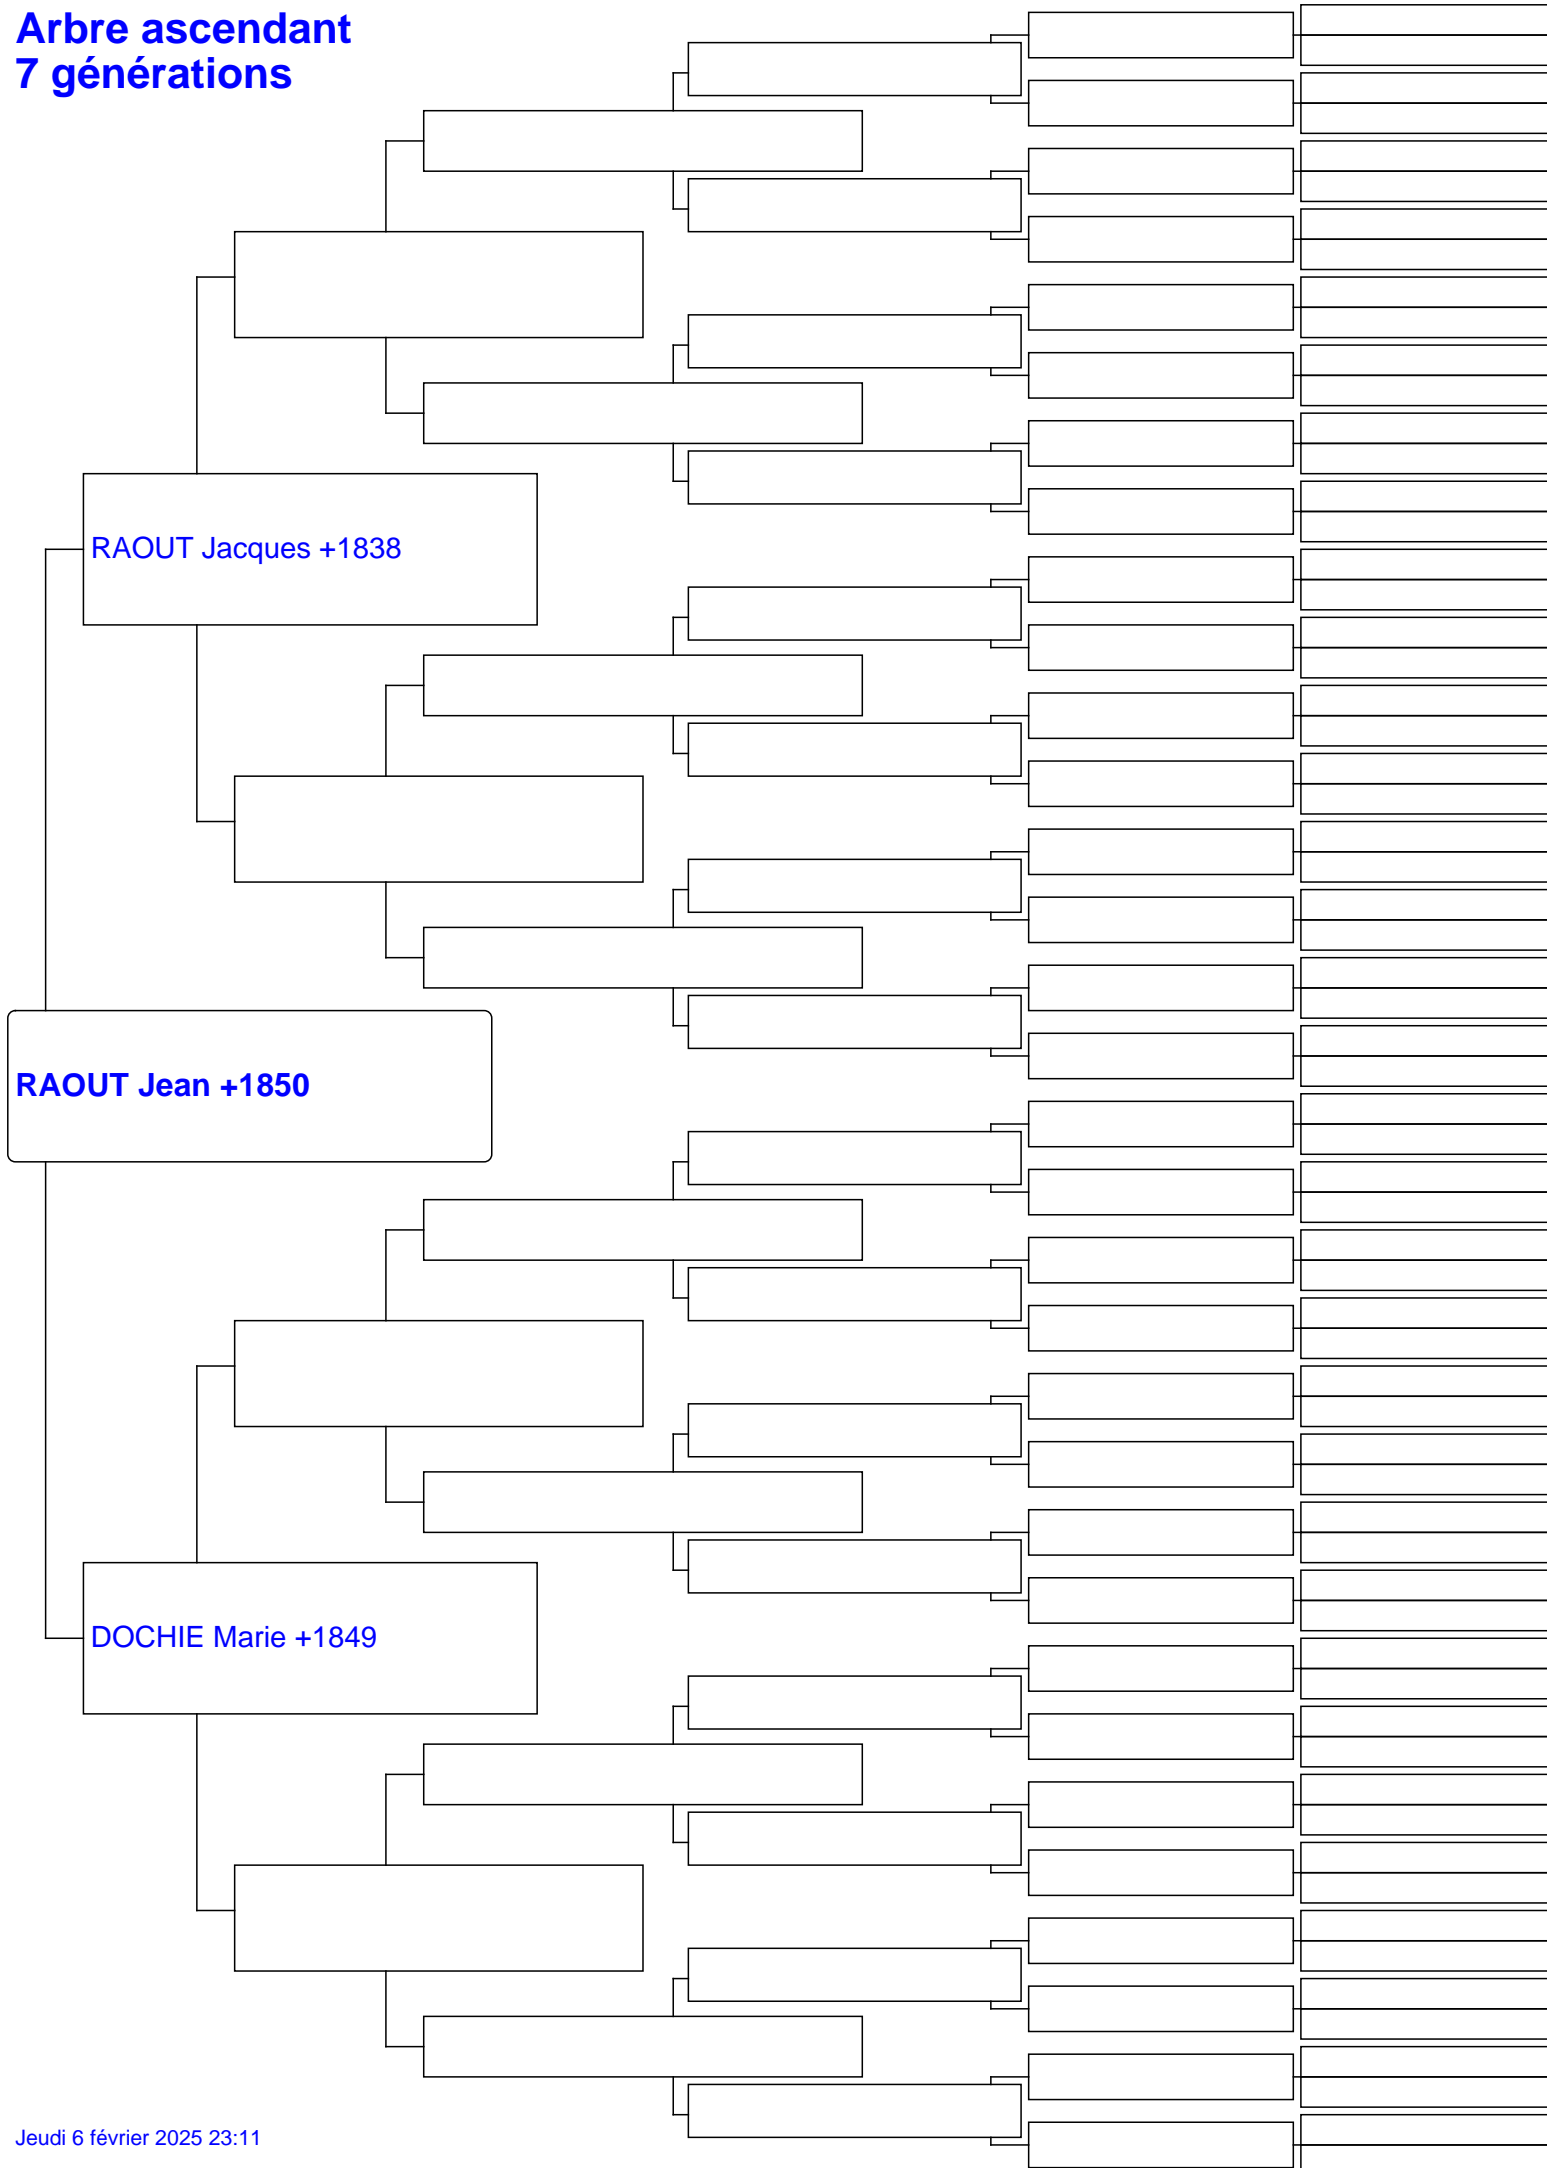 Arbre ascendant
7 générations
RAOUT Jacques +1838
RAOUT Jean +1850
DOCHIE Marie +1849
Jeudi 6 février 2025 23:11